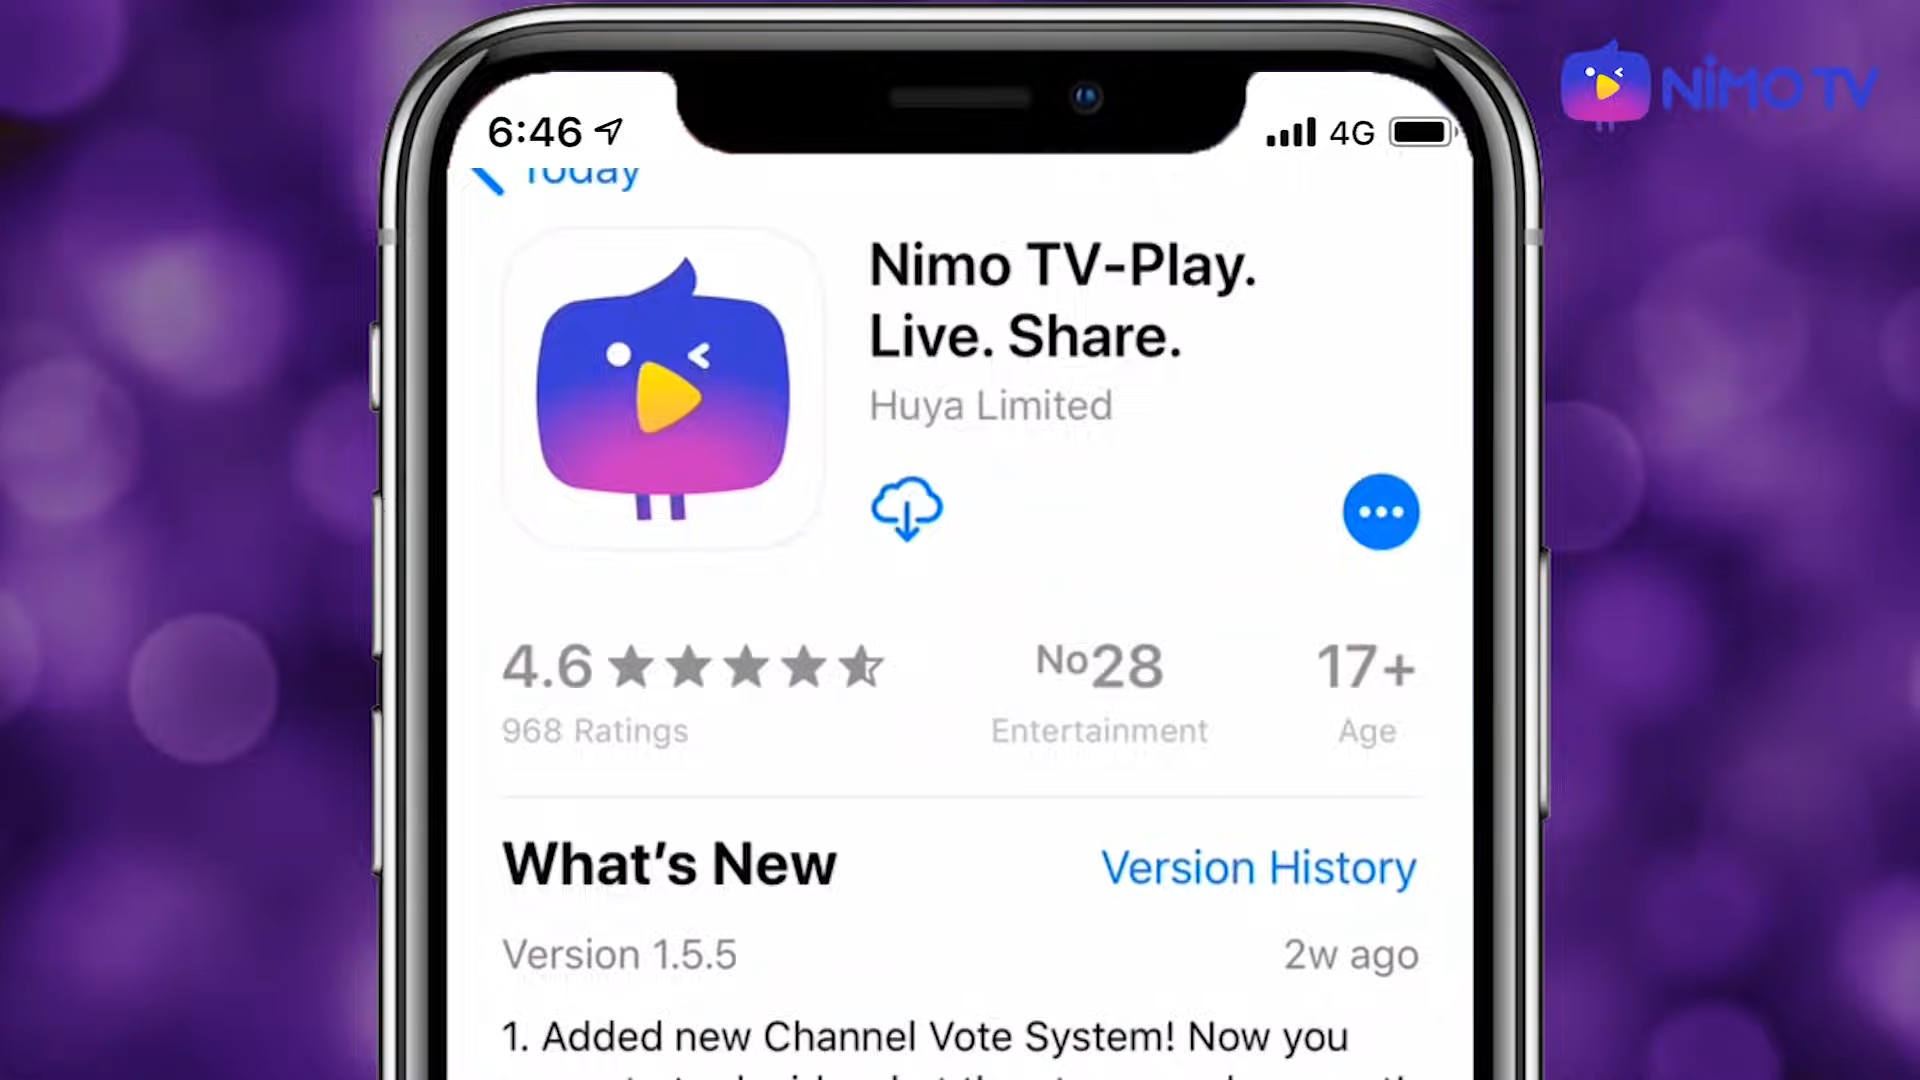 NIMO TV
6:46
4G
Today
Nimo TV-Play.
Live. Share.
Huya Limited
4.6
No28
17+
968 Ratings
Entertainment
Age
What's New
Version History
Version 1.5.5
2w ago
1. Added new Channel Vote System! Now you